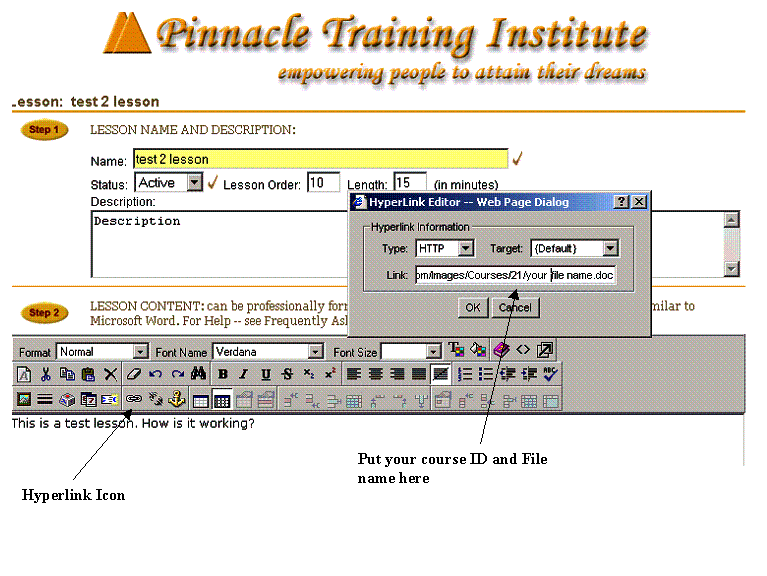 Pinnacle Training Institute
empowering people to attain their dreams
Lesson: test 2 lesson
Step 1
LESSON NAME AND DESCRIPTION:
Name: test 2 lesson
Status: Active Lesson Order: 10 Length: 15 (in minutes)
Description:
Description
HyperLink Editor -- Web Page Dialog
Hyperlink Information
Type: HTTP Target: {Default}
Link: om/Images/Courses/21/your file name.doc
OK Cancel
Step 2
LESSON CONTENT: can be professionally form milar to
Microsoft Word. For Help -- see Frequently Asl
Format Normal Font Name Verdana Font Size
B I U S x₂ x²
ABC
This is a test lesson. How is it working?
Put your course ID and File
name here
Hyperlink Icon